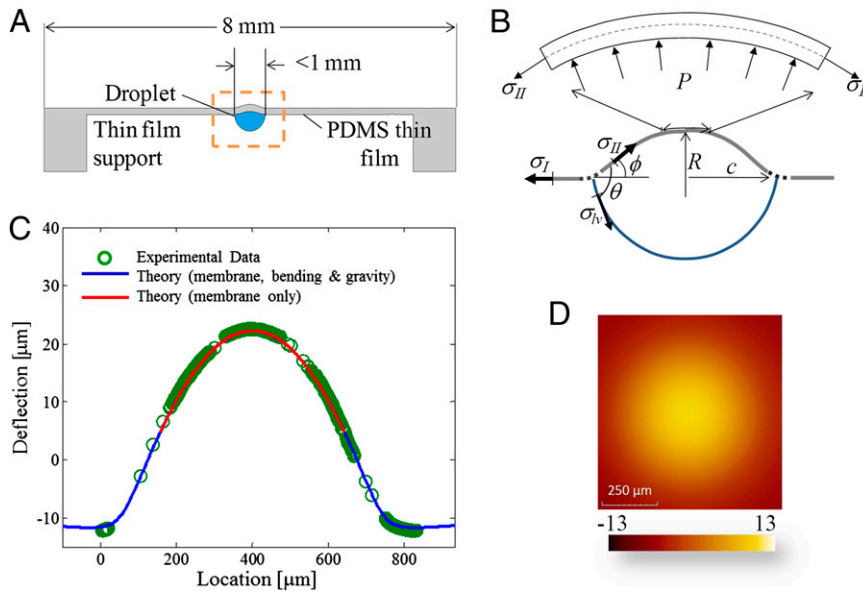 A
8 mm
<1 mm
Droplet
Thin film
support
PDMS thin
film
B
P
σII
σI
σII
σI
ϕ
θ
R
c
σlv
C
Deflection [µm]
40
30
20
10
0
-10
Experimental Data
Theory (membrane, bending & gravity)
Theory (membrane only)
0
200
400
600
800
Location [µm]
D
250 µm
-13
13